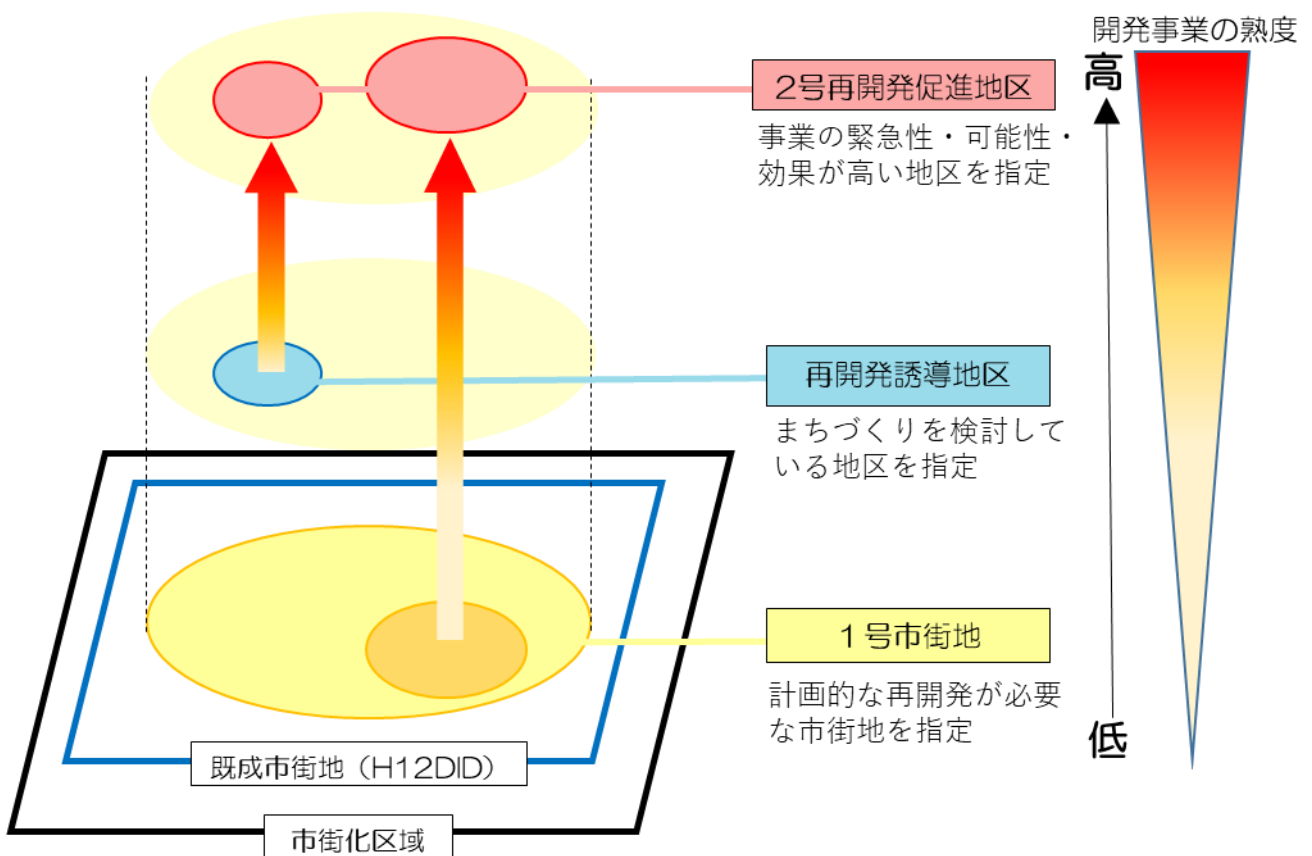 開発事業の熟度
高
2号再開発促進地区
事業の緊急性・可能性・
効果が高い地区を指定
再開発誘導地区
まちづくりを検討して
いる地区を指定
1号市街地
計画的な再開発が必要
な市街地を指定
低
既成市街地（H12DID）
市街化区域